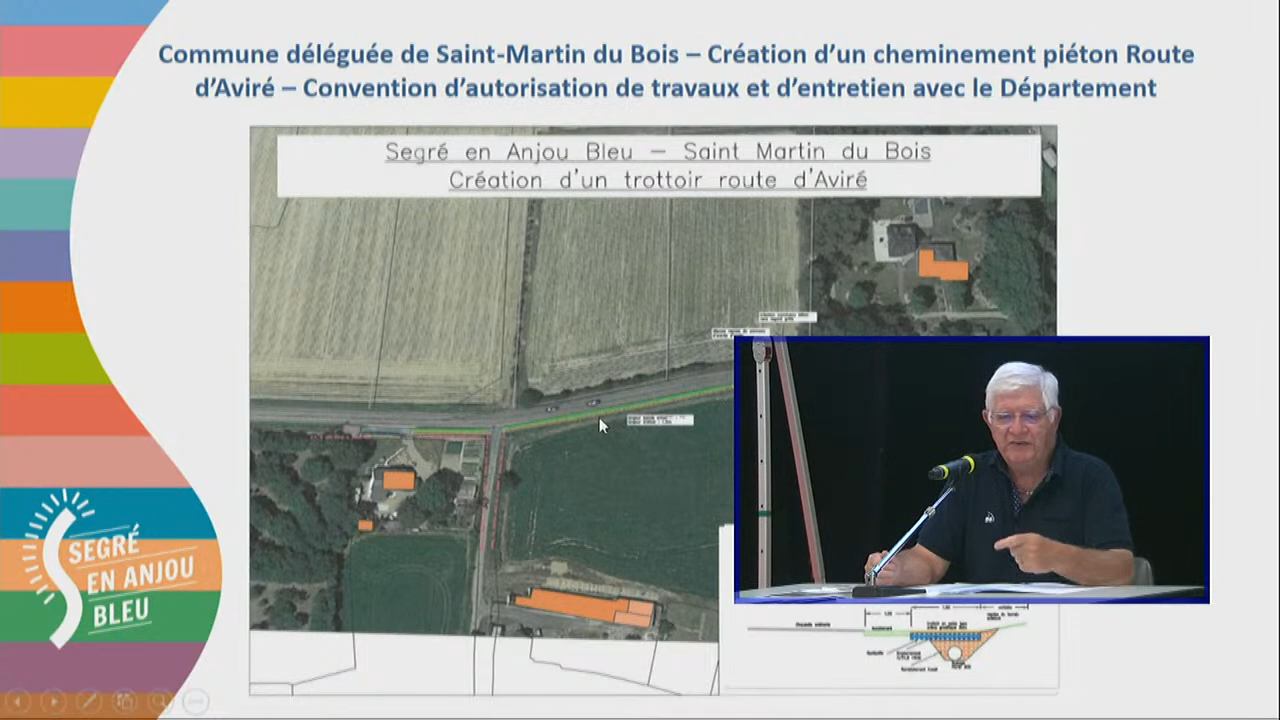 Commune déléguée de Saint-Martin du Bois – Création d'un cheminement piéton Route
d'Aviré – Convention d'autorisation de travaux et d'entretien avec le Département
Segré en Anjou Bleu – Saint Martin du Bois
Création d'un trottoir route d'Aviré
SEGRÉ
EN ANJOU
BLEU